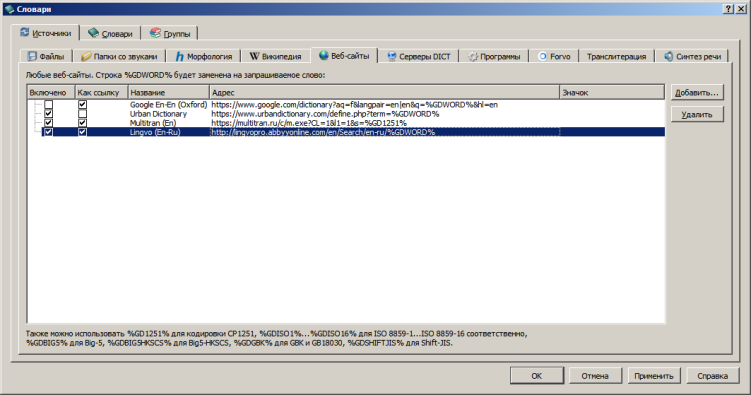 Словари
Источники Словари Группы
Файлы Папки со звуками Морфология Википедия Веб-сайты Серверы DICT Программы Forvo Транслитерация Синтез речи
Любые веб-сайты. Строка %GDWORD% будет заменена на запрашиваемое слово:
Включено Как ссылку Название Адрес Значок
Google En-En (Oxford) https://www.google.com/dictionary?aq=f&langpair=en|en&q=%GDWORD%&hl=en
Urban Dictionary https://www.urbandictionary.com/define.php?term=%GDWORD%
Multitran (En) https://multitran.ru/c/m.exe?CL=1&l1=1&s=%GD1251%
Lingvo (En-Ru) http://lingvopro.abbyyonline.com/en/Search/en-ru/%GDWORD%
Добавить...
Удалить
Также можно использовать %GD1251% для кодировки CP1251, %GDISO1%...%GDISO16% для ISO 8859-1...ISO 8859-16 соответственно,
%GDBIG5% для Big-5, %GDBIG5HKSCS% для Big5-HKSCS, %GDGBK% для GBK и GB18030, %GDSHIFTJIS% для Shift-JIS.
OK Отмена Применить Справка